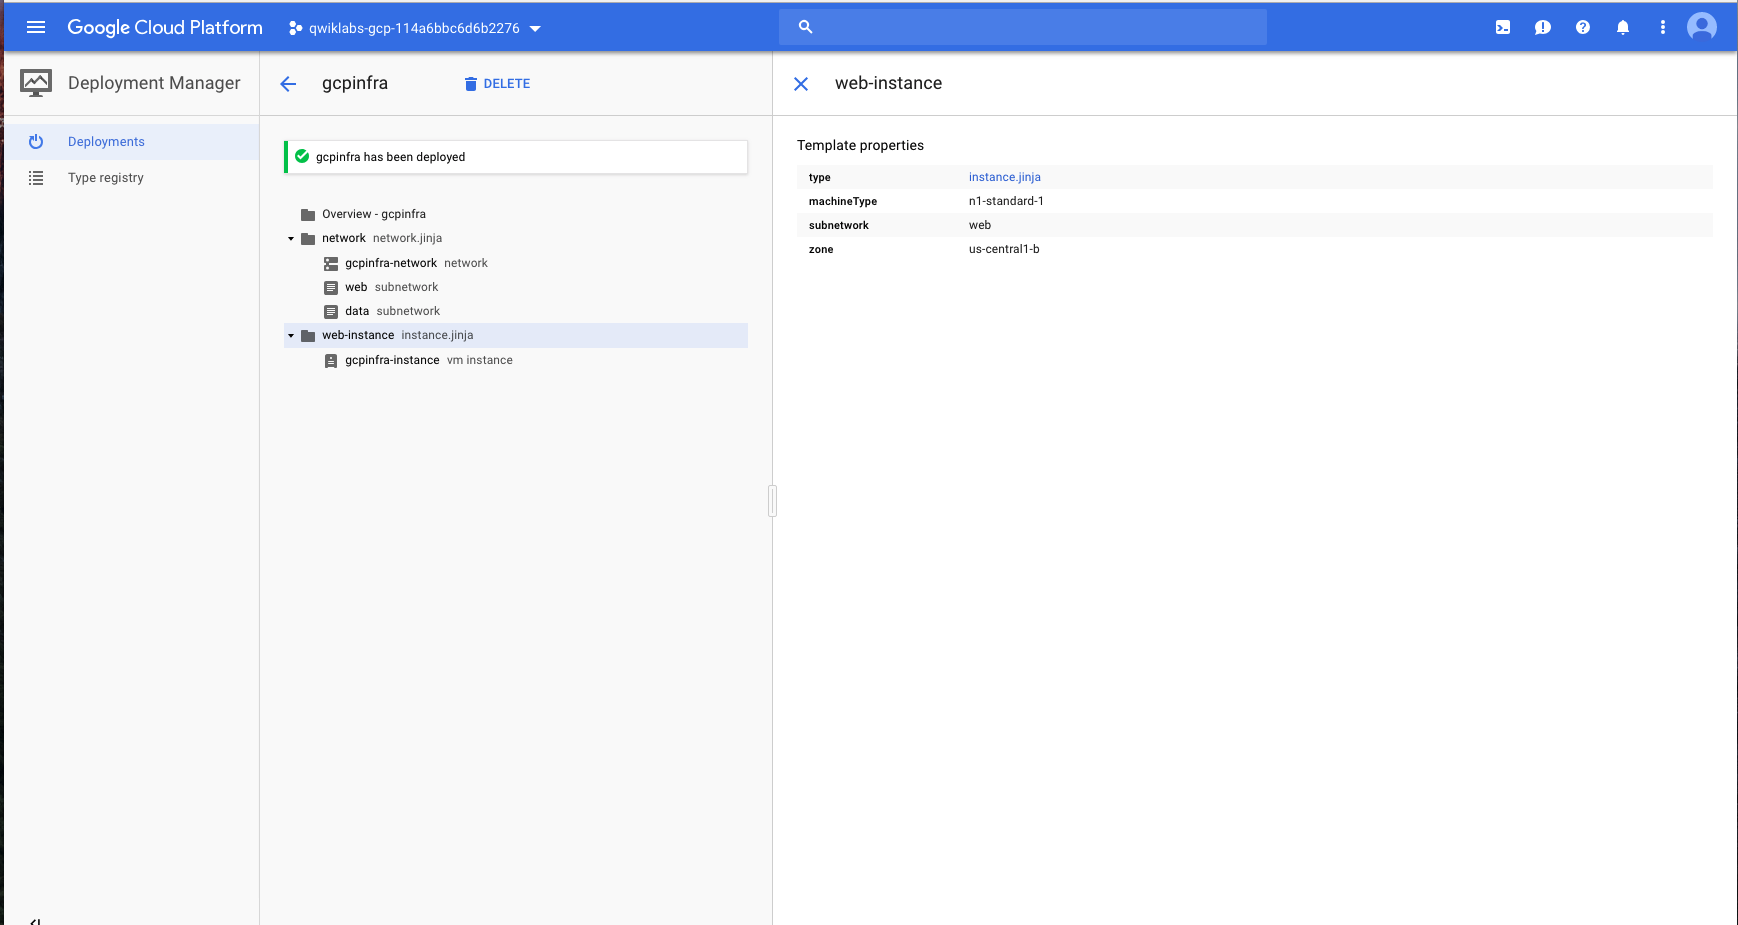 Google Cloud Platform
qwiklabs-gcp-114a6bbc6d6b2276
Deployment Manager
Deployments
Type registry
gcpinfra
DELETE
gcpinfra has been deployed
Overview - gcpinfra
network network.jinja
gcpinfra-network network
web subnetwork
data subnetwork
web-instance instance.jinja
gcpinfra-instance vm instance
web-instance
Template properties
type instance.jinja
machineType n1-standard-1
subnetwork web
zone us-central1-b